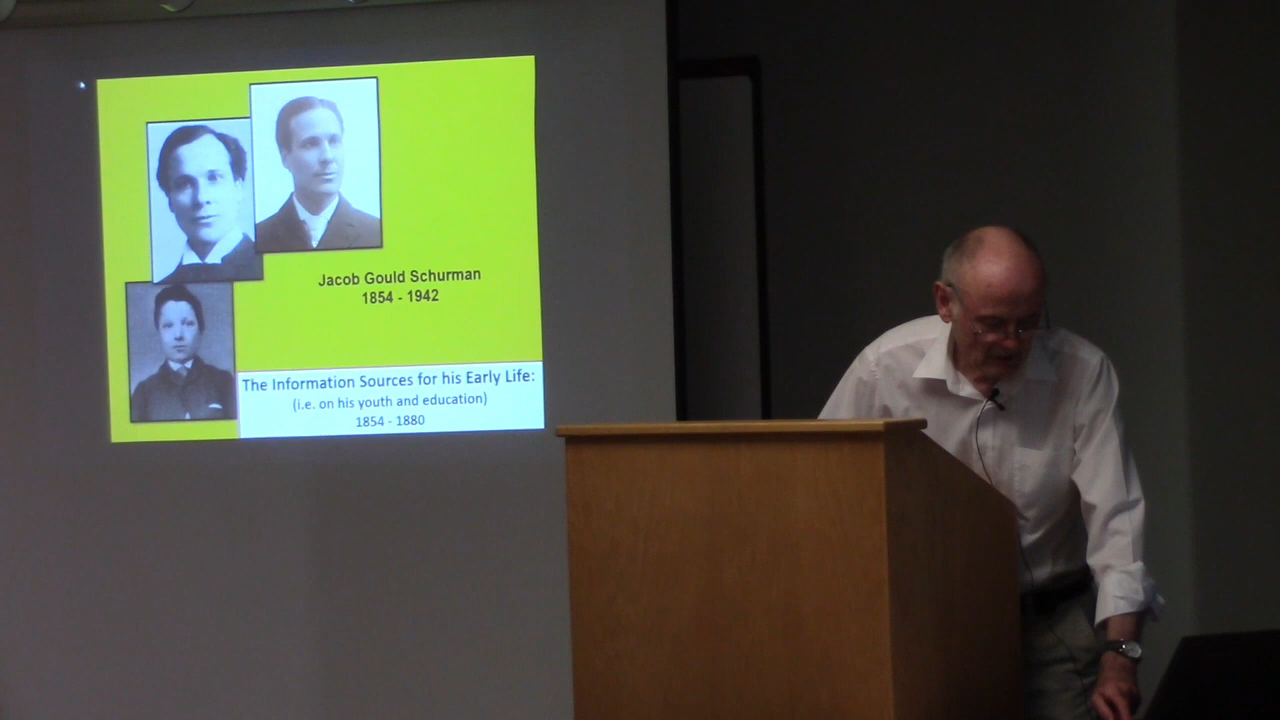 Jacob Gould Schurman
1854 - 1942
The Information Sources for his Early Life:
(i.e. on his youth and education)
1854 - 1880